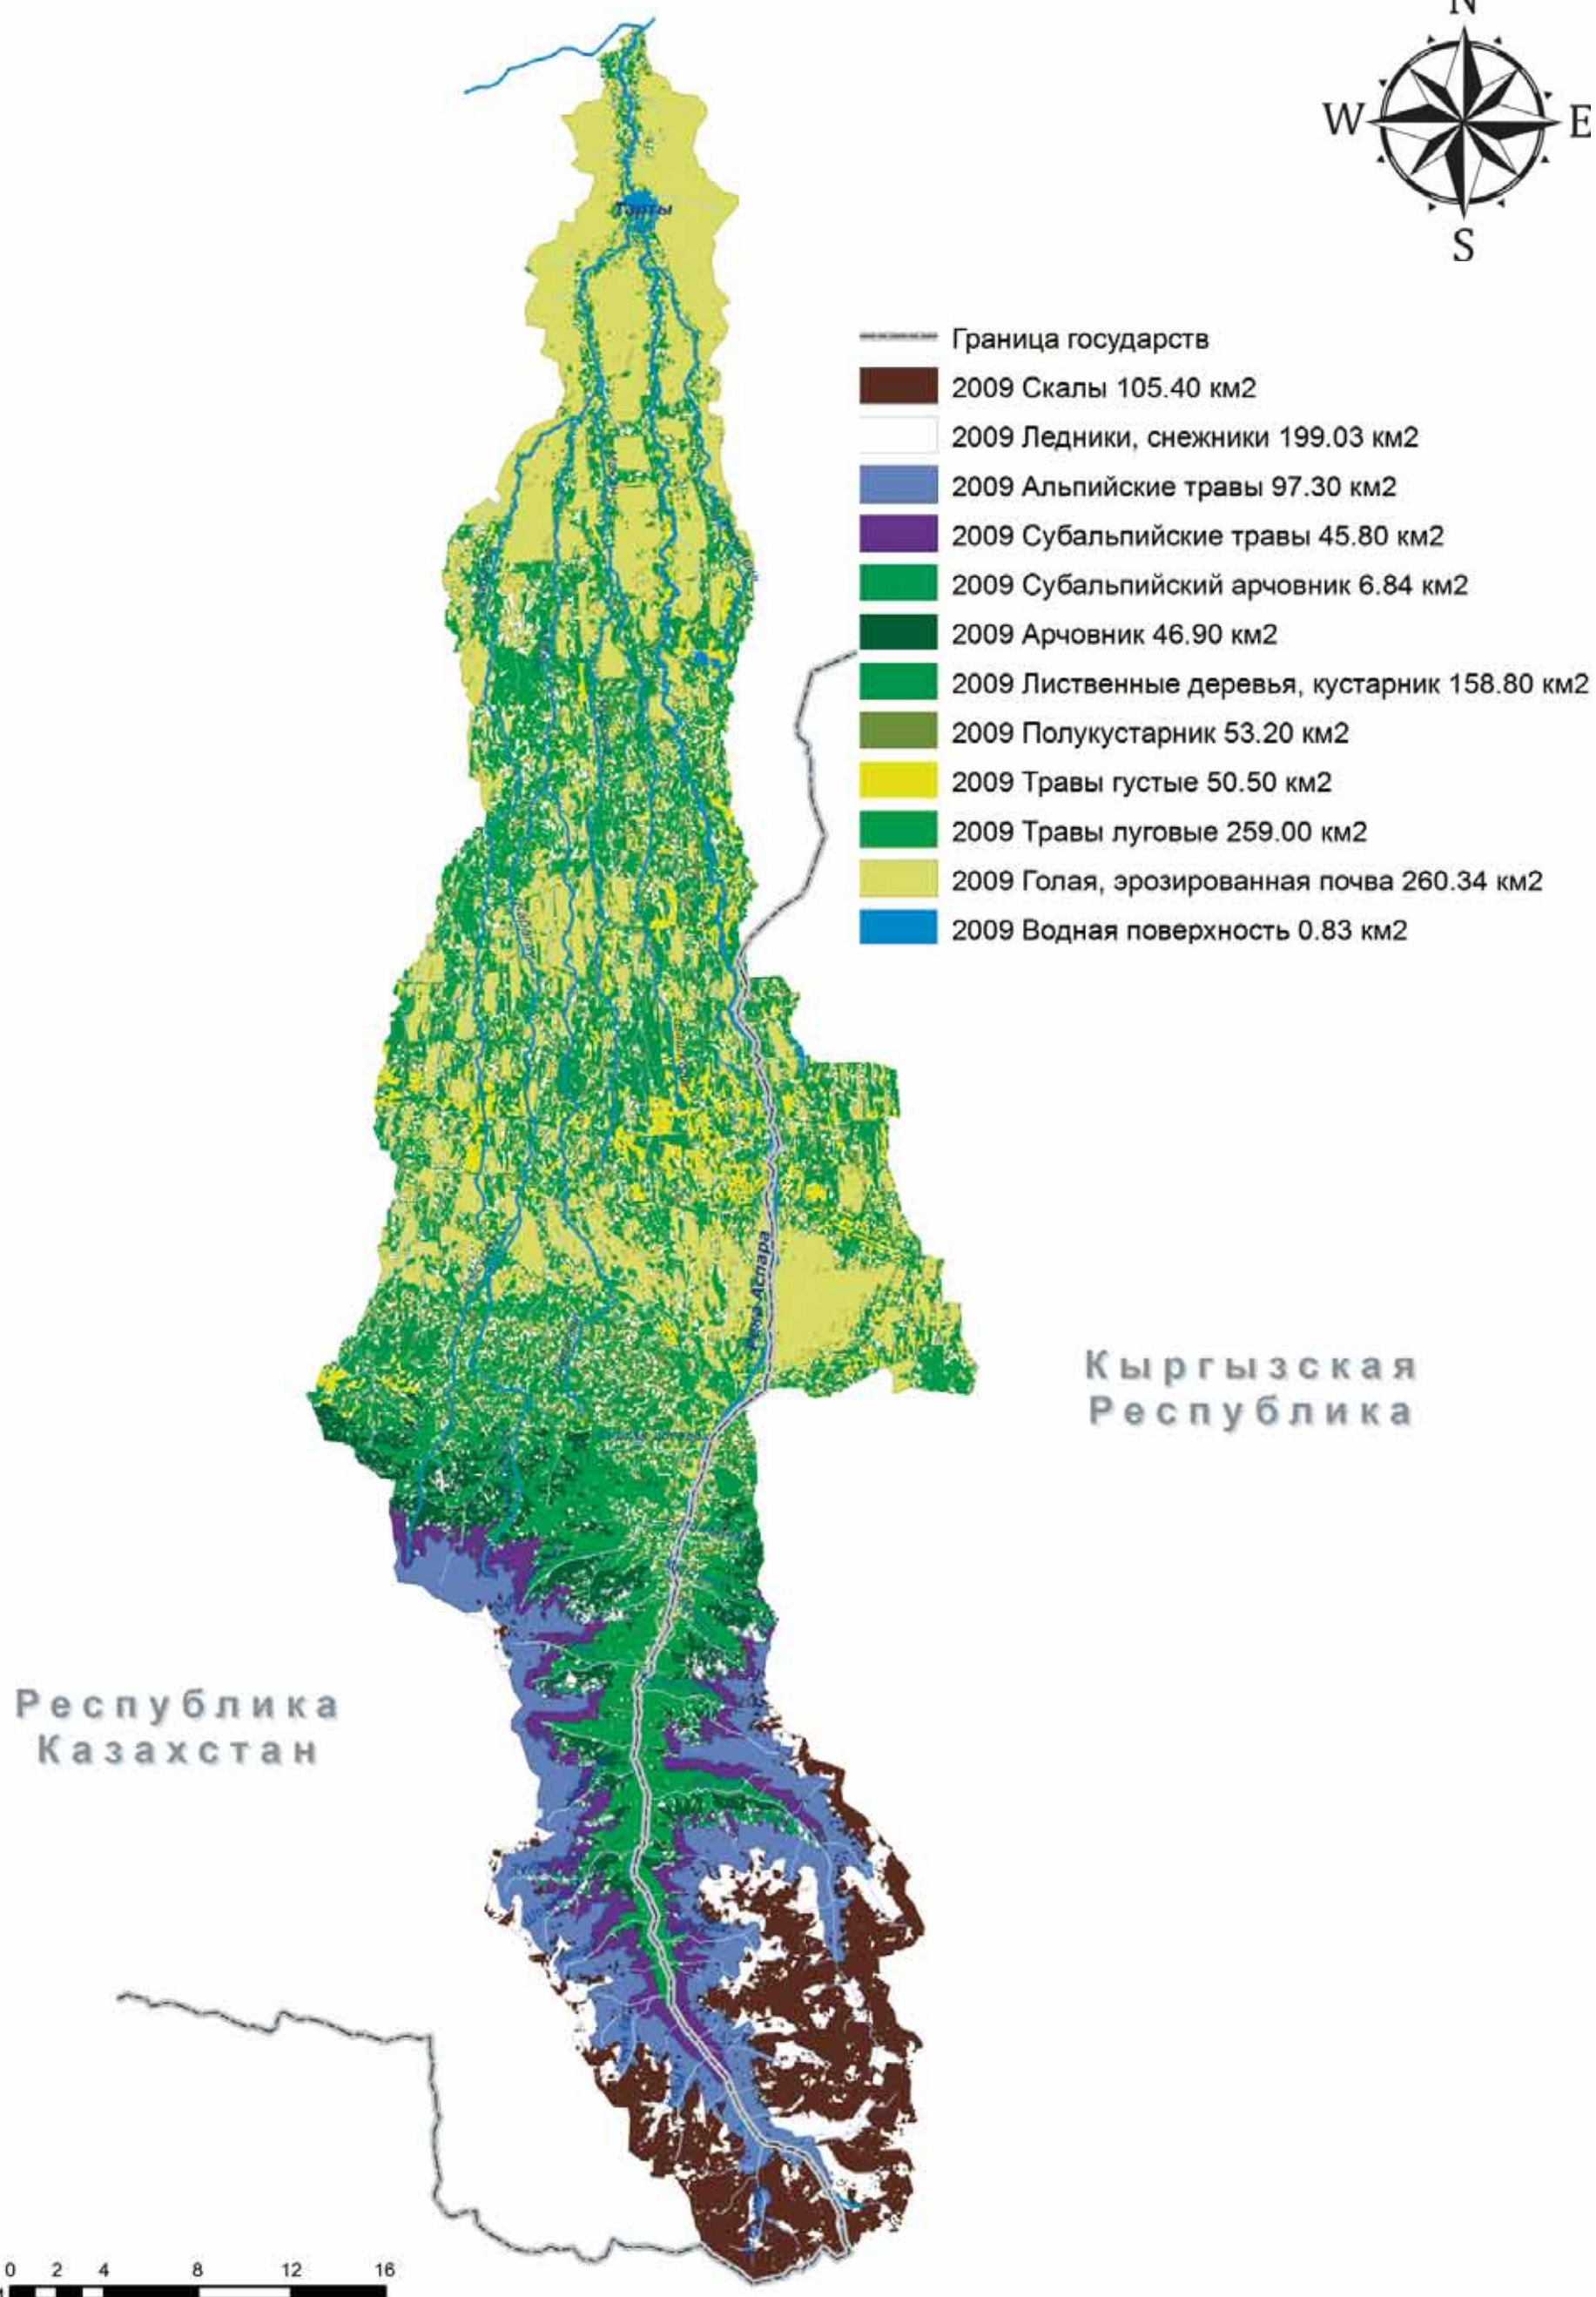 N
W
E
S
Тәтты
Граница государств
2009 Скалы 105.40 км2
2009 Ледники, снежники 199.03 км2
2009 Альпийские травы 97.30 км2
2009 Субальпийские травы 45.80 км2
2009 Субальпийский арчовник 6.84 км2
2009 Арчовник 46.90 км2
2009 Лиственные деревья, кустарник 158.80 км2
2009 Полукустарник 53.20 км2
2009 Травы густые 50.50 км2
2009 Травы луговые 259.00 км2
2009 Голая, эрозированная почва 260.34 км2
2009 Водная поверхность 0.83 км2
Река Аспара
Кыргызская
Республика
Республика
Казахстан
0 2 4 8 12 16